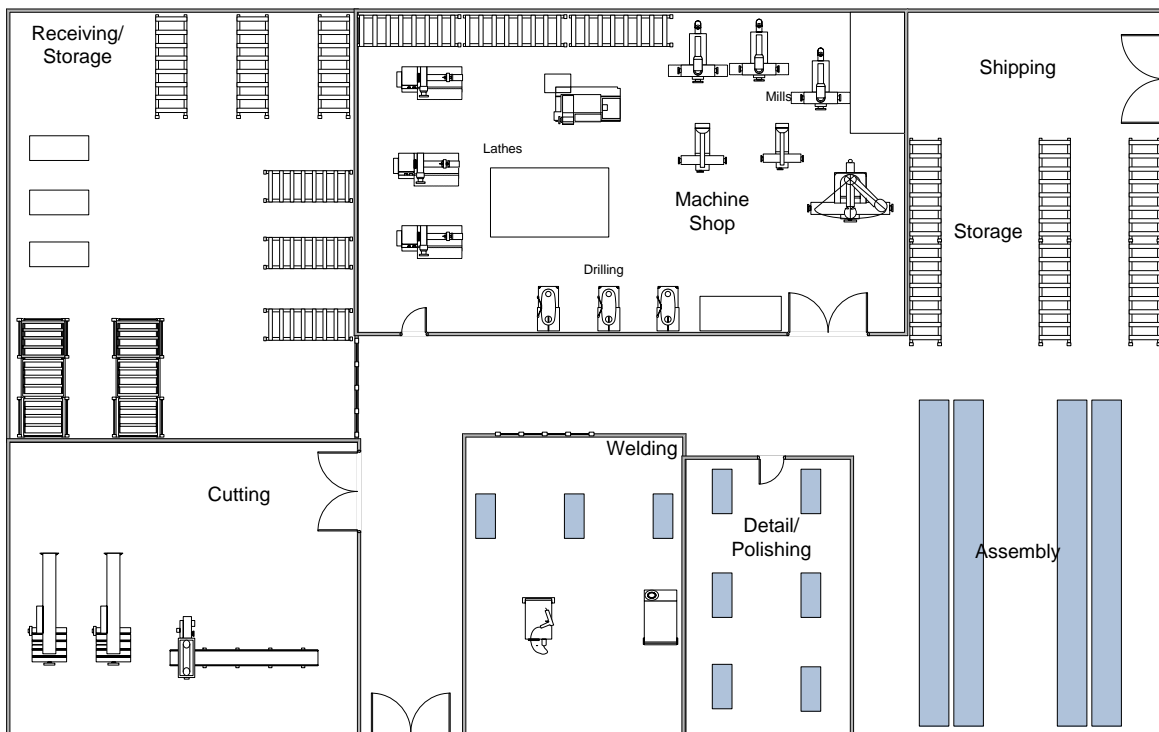 Receiving/
Storage
Shipping
Mills
Lathes
Machine
Shop
Storage
Drilling
Welding
Cutting
Detail/
Polishing
Assembly